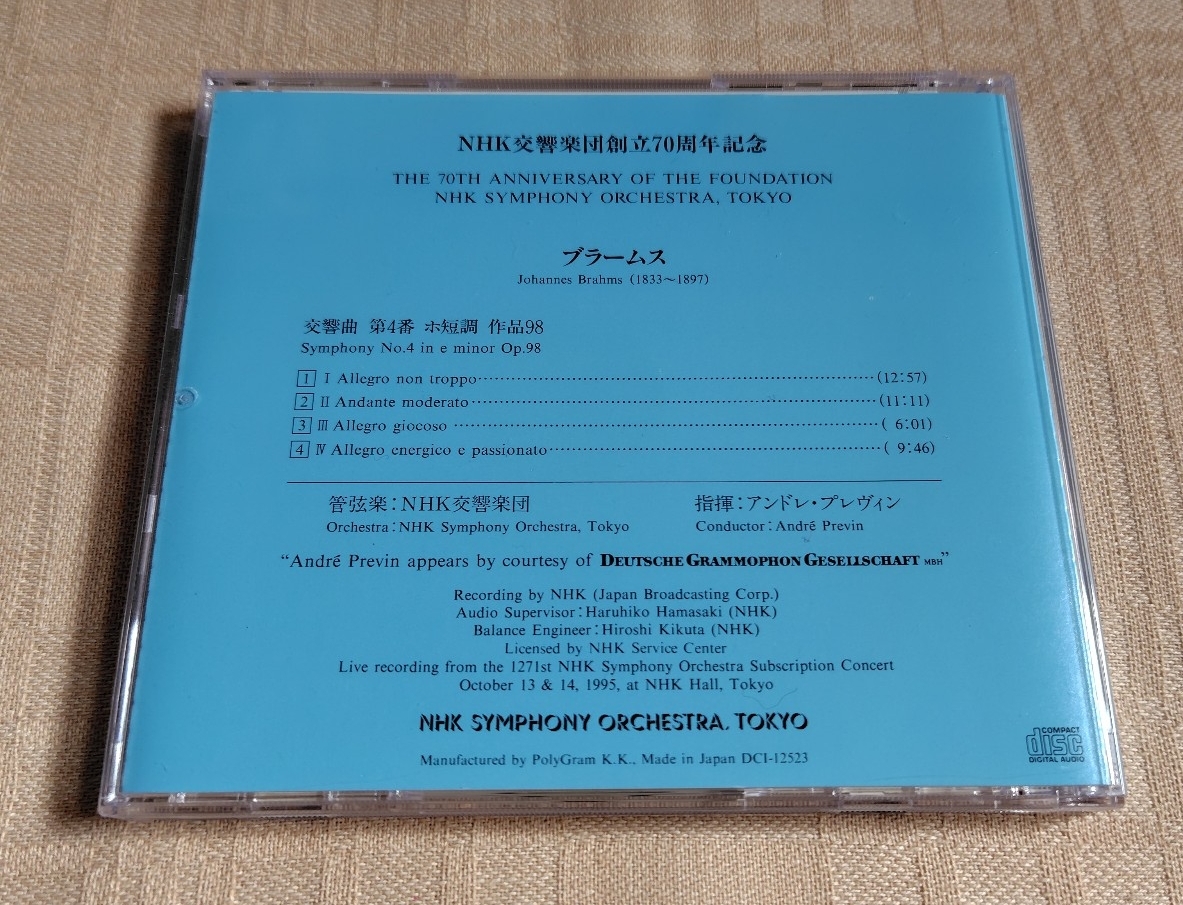 NHK交響楽団創立70周年記念
THE 70TH ANNIVERSARY OF THE FOUNDATION
NHK SYMPHONY ORCHESTRA, TOKYO
ブラームス
Johannes Brahms (1833〜1897)
交響曲 第4番 ホ短調 作品98
Symphony No.4 in e minor Op.98
1 I Allegro non troppo (12:57)
2 II Andante moderato (11:11)
3 III Allegro giocoso ( 6:01)
4 IV Allegro energico e passionato ( 9:46)
管弦楽:NHK交響楽団 指揮:アンドレ・プレヴィン
Orchestra:NHK Symphony Orchestra, Tokyo Conductor:André Previn
"André Previn appears by courtesy of DEUTSCHE GRAMMOPHON GESELLSCHAFT MBH"
Recording by NHK (Japan Broadcasting Corp.)
Audio Supervisor:Haruhiko Hamasaki (NHK)
Balance Engineer:Hiroshi Kikuta (NHK)
Licensed by NHK Service Center
Live recording from the 1271st NHK Symphony Orchestra Subscription Concert
October 13 & 14, 1995, at NHK Hall, Tokyo
NHK SYMPHONY ORCHESTRA, TOKYO
Manufactured by PolyGram K.K., Made in Japan DCI-12523
COMPACT
disc
DIGITAL AUDIO